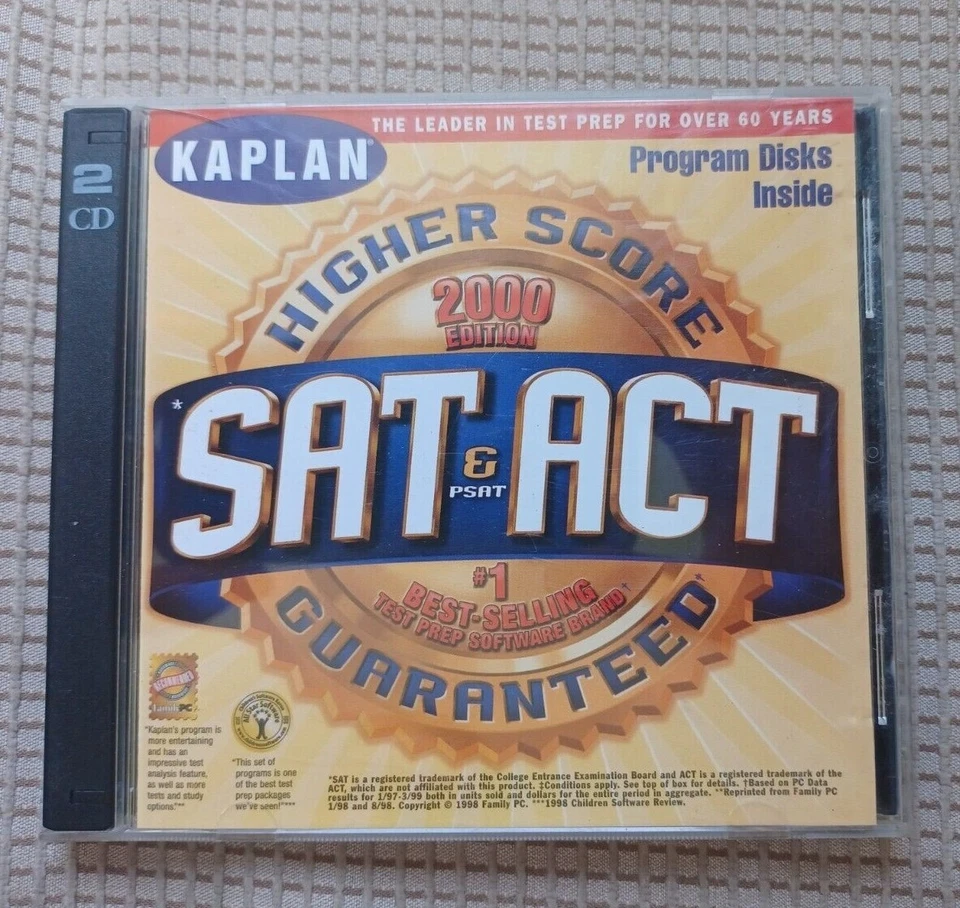 2
CD
KAPLAN®
THE LEADER IN TEST PREP FOR OVER 60 YEARS
Program Disks
Inside
HIGHER SCORE
2000
EDITION
*SAT & ACT
PSAT
#1
BEST-SELLING
TEST PREP SOFTWARE BRAND†
GUARANTEED‡
RECOMMENDED
FamilyPC
All Star Software
"Kaplan's program is
more entertaining
and has an
impressive test
analysis feature,
as well as more
tests and study
options."**
"This set of
programs is one
of the best test
prep packages
we've seen!"***
*SAT is a registered trademark of the College Entrance Examination Board and ACT is a registered trademark of the
ACT, which are not affiliated with this product. ‡Conditions apply. See top of box for details. †Based on PC Data
results for 1/97-3/99 both in units sold and dollars for the entire period in aggregate. **Reprinted from Family PC
1/98 and 8/98. Copyright © 1998 Family PC. ***1998 Children Software Review.